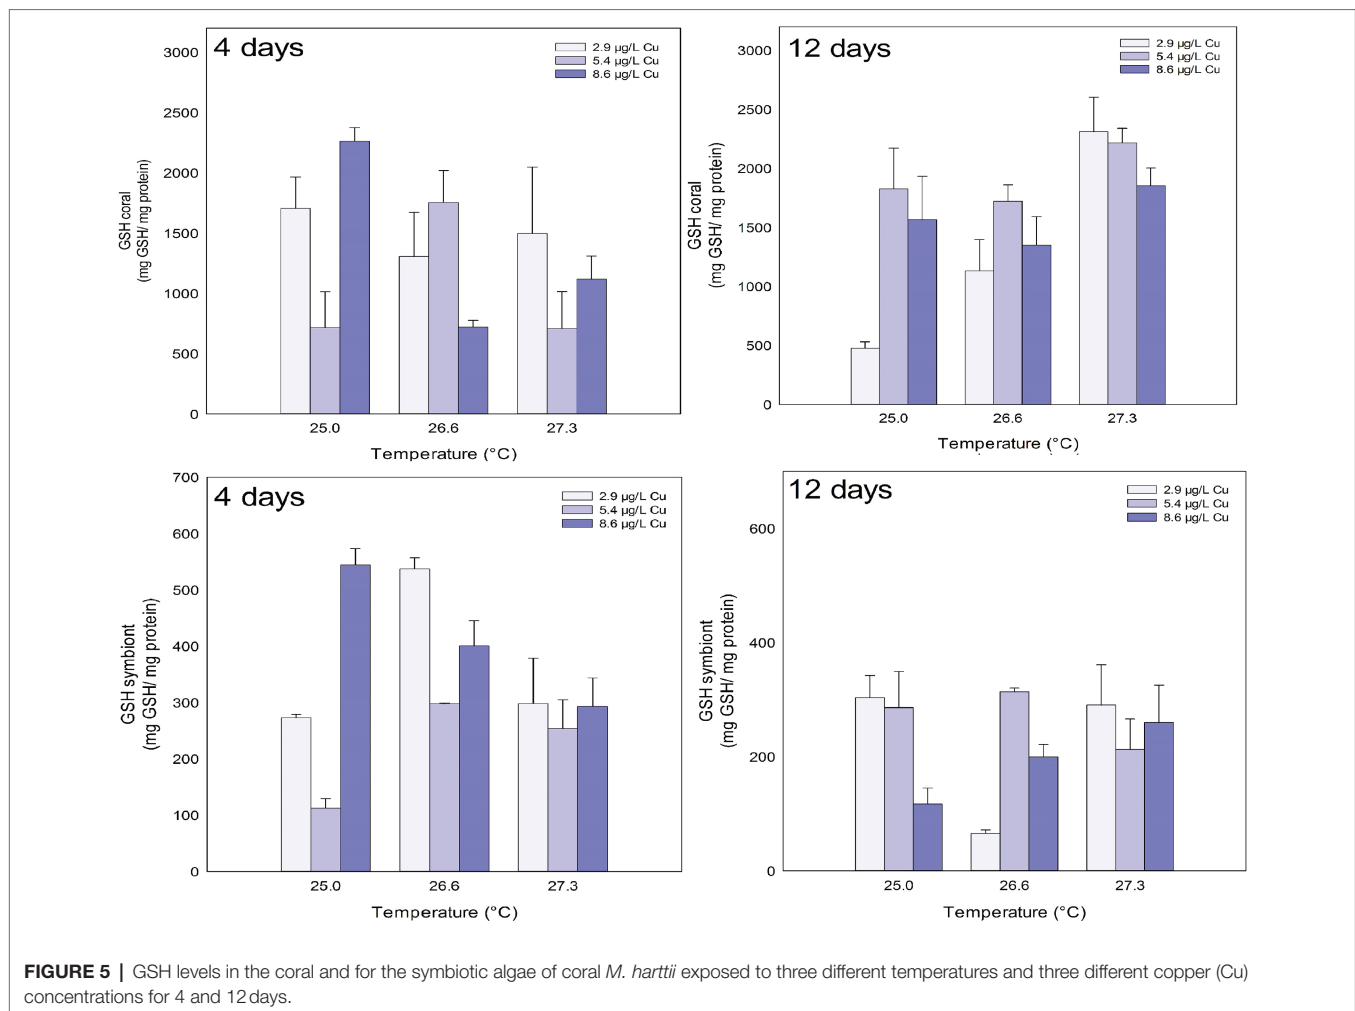 4 days
2.9 µg/L Cu
5.4 µg/L Cu
8.6 µg/L Cu
3000
2500
2000
1500
1000
500
0
GSH coral
(mg GSH/ mg protein)
25.0 26.6 27.3
Temperature (°C)
12 days
2.9 µg/L Cu
5.4 µg/L Cu
8.6 µg/L Cu
3000
2500
2000
1500
1000
500
0
GSH coral
(mg GSH/ mg protein)
25.0 26.6 27.3
Temperature (°C)
4 days
2.9 µg/L Cu
5.4 µg/L Cu
8.6 µg/L Cu
700
600
500
400
300
200
100
0
GSH symbiont
(mg GSH/ mg protein)
25.0 26.6 27.3
Temperature (°C)
12 days
2.9 µg/L Cu
5.4 µg/L Cu
8.6 µg/L Cu
600
400
200
0
GSH symbiont
(mg GSH/ mg protein)
25.0 26.6 27.3
Temperature (°C)
FIGURE 5 | GSH levels in the coral and for the symbiotic algae of coral M. harttii exposed to three different temperatures and three different copper (Cu)
concentrations for 4 and 12 days.